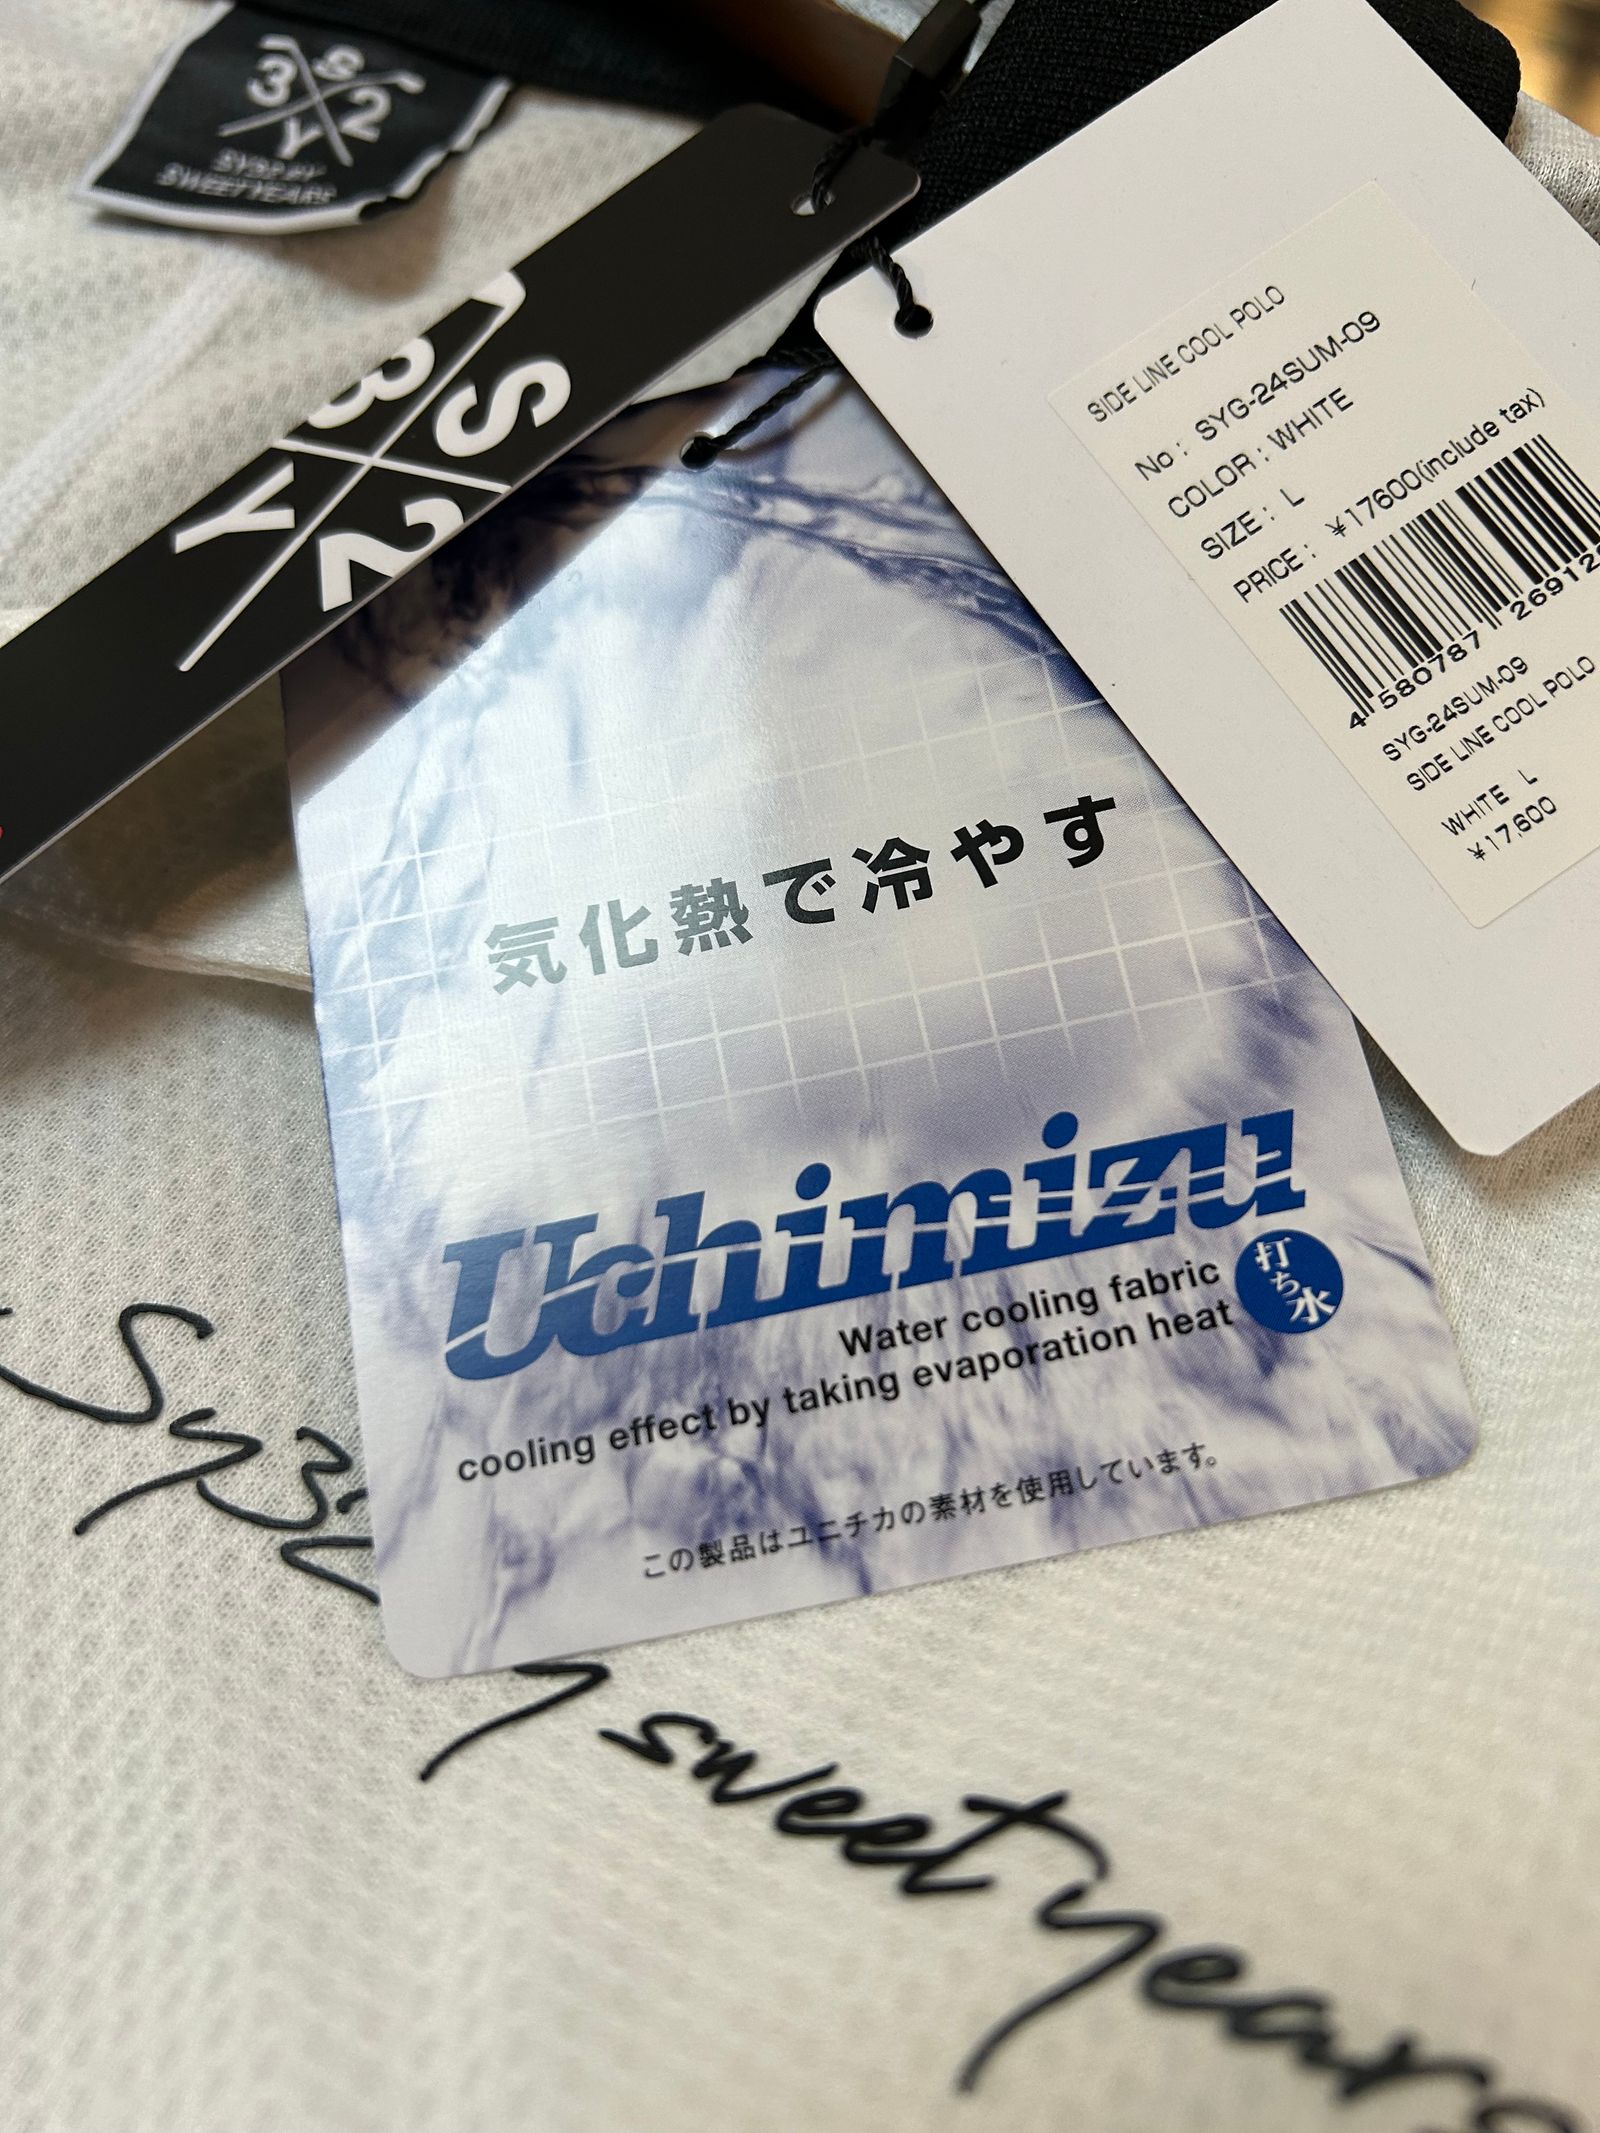 S
3 2
Y
SY32 BY
SWEET YEARS
S
3 2
Y
SIDE LINE COOL POLO
No : SYG-24SUM-09
COLOR : WHITE
SIZE : L
PRICE : ¥17600(include tax)
4 580787 26912
SYG-24SUM-09
SIDE LINE COOL POLO
WHITE L
¥17,600
気化熱で冷やす
Uchimizu
打ち水
Water cooling fabric
cooling effect by taking evaporation heat
この製品はユニチカの素材を使用しています。
Sy32
y sweet years